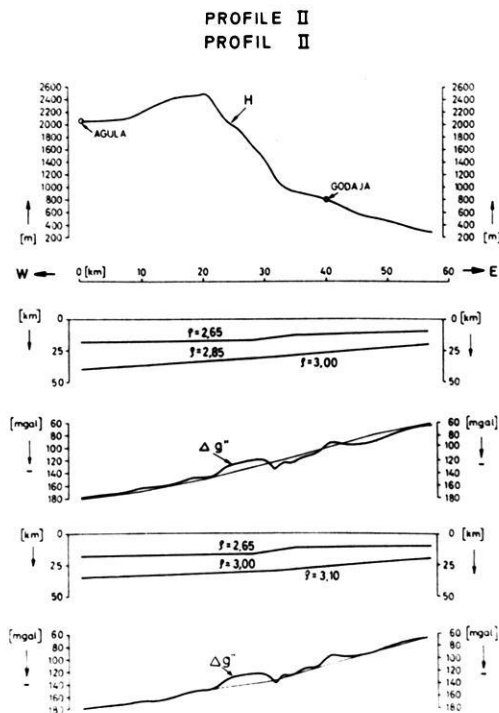 PROFILE II
PROFIL II
2600 2600
2400 2400
2200 H 2200
2000 2000
1800 AGULA 1800
1600 1600
1400 1400
1200 1200
1000 GODAJA 1000
800 800
600 600
400 400
[m] 200 200 [m]
W 0 [km] 10 20 30 40 50 60 E
[km] 0 0 [km]
ρ=2,65
25 ρ=2,85 ρ=3,00 25
50 50
[mgal] 60 60 [mgal]
80 80
100 Δg" 100
120 120
140 140
160 160
180 180
[km] 0 0 [km]
ρ=2,65
25 ρ=3,00 25
ρ=3,10
50 50
[mgal] 60 60 [mgal]
80 80
100 100
120 Δg" 120
140 140
160 160
180 180